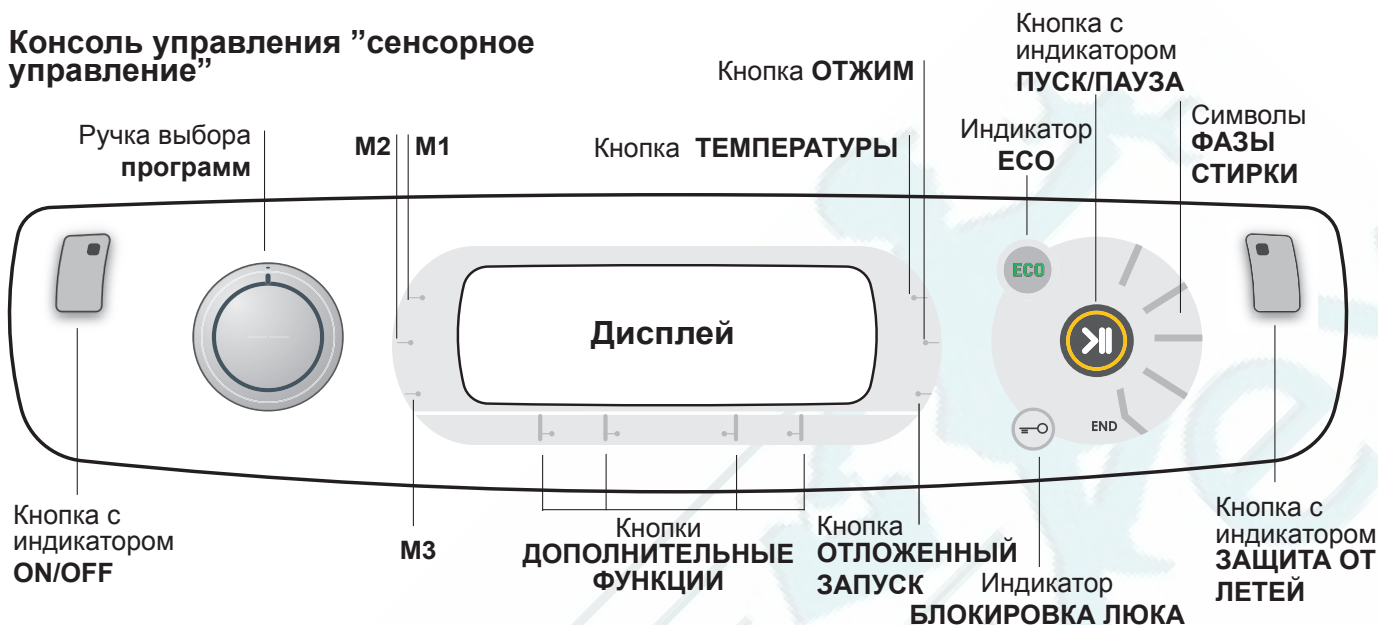 Консоль управления ”сенсорное
управление”
Кнопка с
индикатором
ПУСК/ПАУЗА
Кнопка ОТЖИМ
Символы
ФАЗЫ
СТИРКИ
Индикатор
ECO
Ручка выбора
программ
M2 M1
Кнопка ТЕМПЕРАТУРЫ
ECO
Дисплей
END
Кнопка с
индикатором
ON/OFF
M3
Кнопки
ДОПОЛНИТЕЛЬНЫЕ
ФУНКЦИИ
Кнопка
ОТЛОЖЕННЫЙ
ЗАПУСК
Индикатор
БЛОКИРОВКА ЛЮКА
Кнопка с
индикатором
ЗАЩИТА ОТ
ЛЕТЕЙ